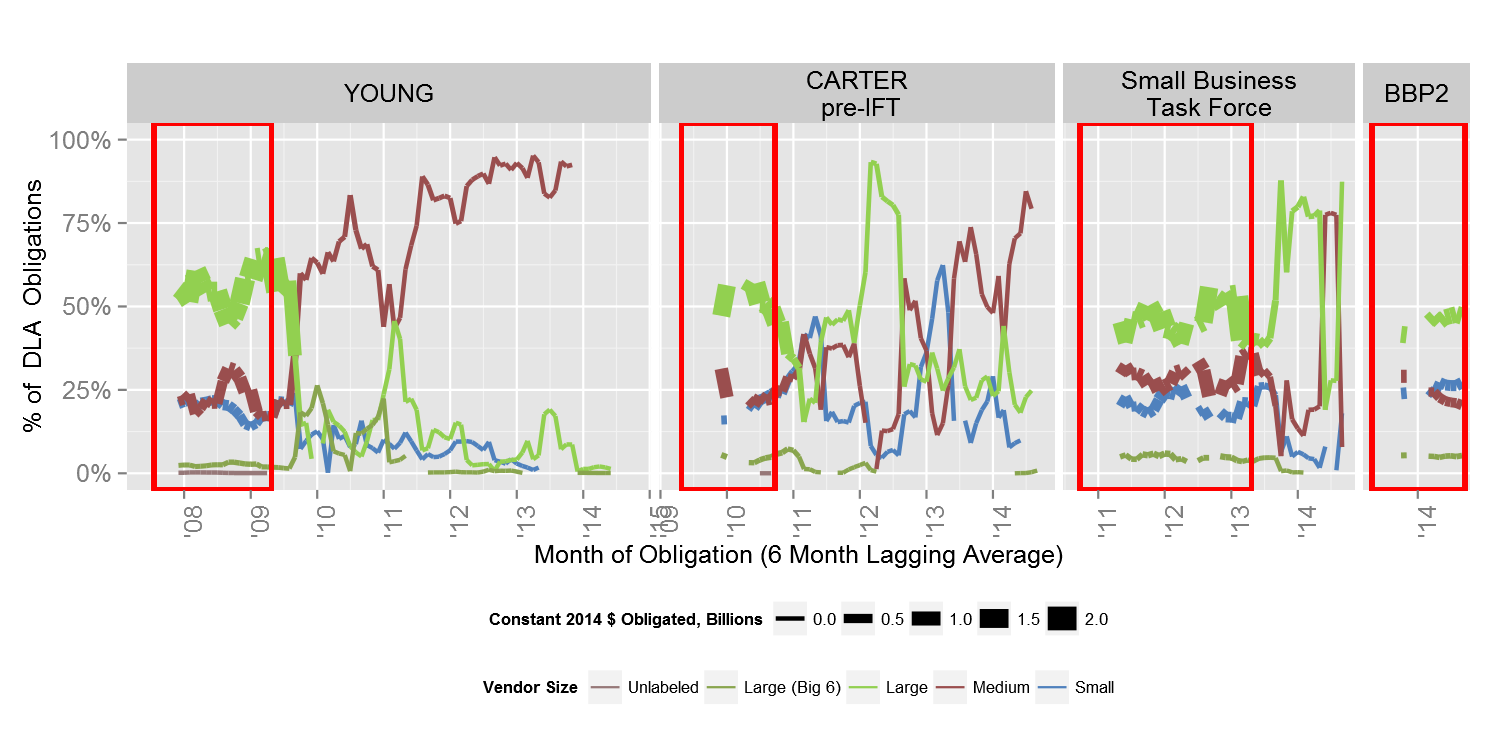 YOUNG
CARTER
pre-IFT
Small Business
Task Force
BBP2
% of DLA Obligations
100%
75%
50%
25%
0%
'08
'09
'10
'11
'12
'13
'14
'15
'09
'10
'11
'12
'13
'14
'11
'12
'13
'14
'14
Month of Obligation (6 Month Lagging Average)
Constant 2014 $ Obligated, Billions 0.0 0.5 1.0 1.5 2.0
Vendor Size Unlabeled Large (Big 6) Large Medium Small